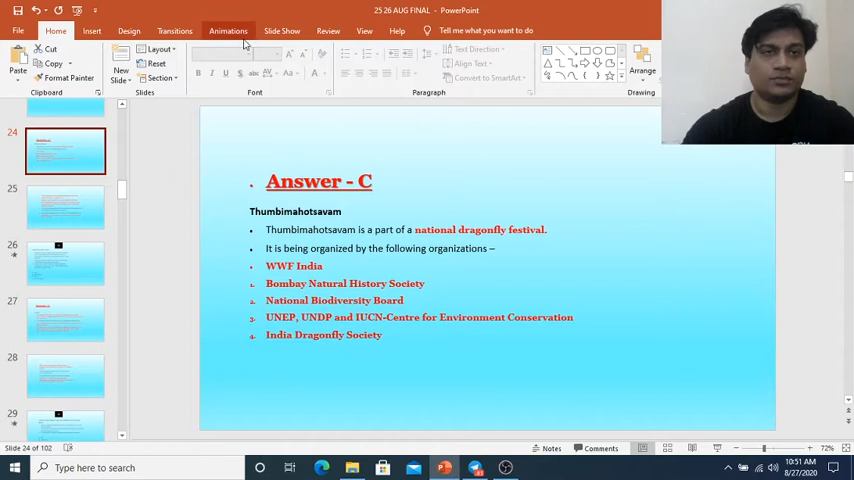 25 26 AUG FINAL - PowerPoint
File Home Insert Design Transitions Animations Slide Show Review View Help Tell me what you want to do
Paste
Cut
Copy
Format Painter
Clipboard
New
Slide
Layout
Reset
Section
Slides
B I U S abc AV Aa A
Font
Text Direction
Align Text
Convert to SmartArt
Paragraph
Arrange
Drawing
24
25
26
27
28
29
• Answer - C
Thumbimahotsavam
• Thumbimahotsavam is a part of a national dragonfly festival.
• It is being organized by the following organizations –
• WWF India
1. Bombay Natural History Society
2. National Biodiversity Board
3. UNEP, UNDP and IUCN-Centre for Environment Conservation
4. India Dragonfly Society
Slide 24 of 102
Notes
Comments
72%
Type here to search
10:51 AM
8/27/2020